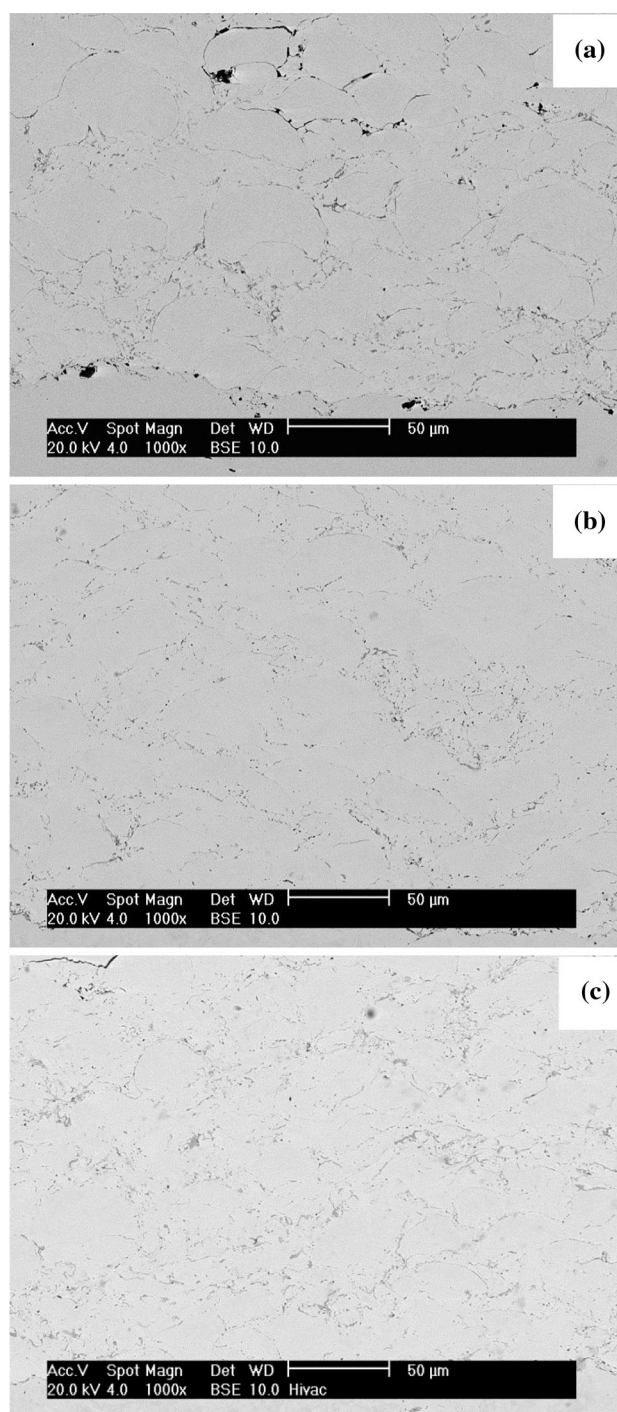 (a)
Acc.V Spot Magn Det WD 50 μm
20.0 kV 4.0 1000x BSE 10.0
(b)
Acc.V Spot Magn Det WD 50 μm
20.0 kV 4.0 1000x BSE 10.0
(c)
Acc.V Spot Magn Det WD 50 μm
20.0 kV 4.0 1000x BSE 10.0 Hivac